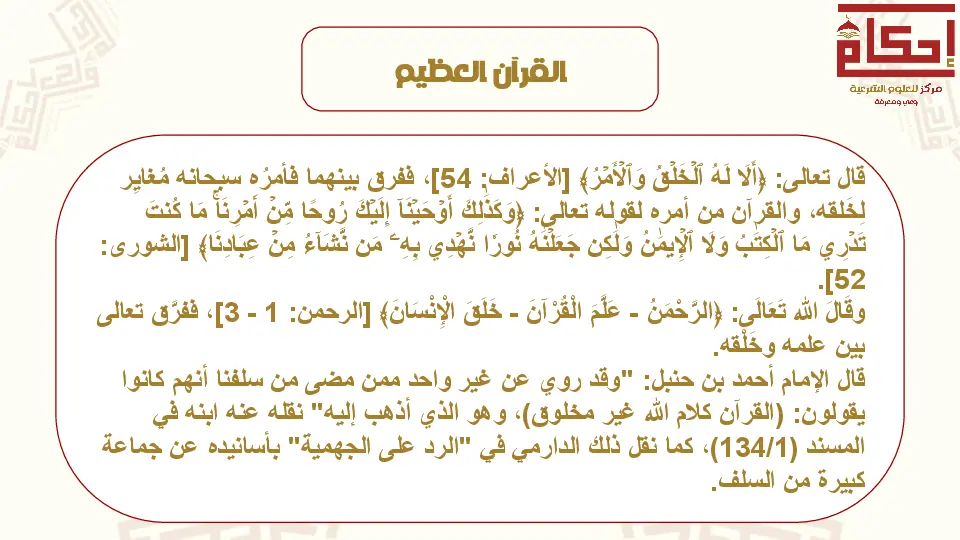 إحكام
مركز للعلوم الشرعية
وعي ومعرفة
القرآن العظيم
قال تعالى: ﴿أَلَا لَهُ ٱلْخَلْقُ وَٱلْأَمْرُ﴾ [الأعراف: 54]، ففرق بينهما فأمرُه سبحانه مُغايِر
لِخَلقه، والقرآن من أمره لقوله تعالى: ﴿وَكَذَٰلِكَ أَوْحَيْنَآ إِلَيْكَ رُوحًا مِّنْ أَمْرِنَا ۚ مَا كُنتَ
تَدْرِي مَا ٱلْكِتَٰبُ وَلَا ٱلْإِيمَٰنُ وَلَٰكِن جَعَلْنَٰهُ نُورًا نَّهْدِي بِهِۦ مَن نَّشَآءُ مِنْ عِبَادِنَا﴾ [الشورى:
52].
وقَالَ الله تَعَالَى: ﴿الرَّحْمَنُ - عَلَّمَ الْقُرْآنَ - خَلَقَ الْإِنْسَانَ﴾ [الرحمن: 1 - 3]، ففرَّق تعالى
بين علمه وخَلْقه.
قال الإمام أحمد بن حنبل: "وقد روي عن غير واحد ممن مضى من سلفنا أنهم كانوا
يقولون: (القرآن كلام الله غير مخلوق)، وهو الذي أذهب إليه" نقله عنه ابنه في
المسند (134/1)، كما نقل ذلك الدارمي في "الرد على الجهمية" بأسانيده عن جماعة
كبيرة من السلف.